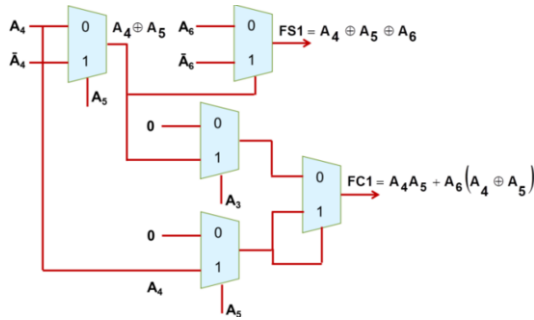 A₄ 0 A₄ ⊕ A₅
Ā₄ 1
A₅
A₆ 0 FS1 = A₄ ⊕ A₅ ⊕ A₆
Ā₆ 1
0 0
1
A₃
0 FC1 = A₄A₅ + A₆(A₄ ⊕ A₅)
1
0 0
A₄ 1
A₅